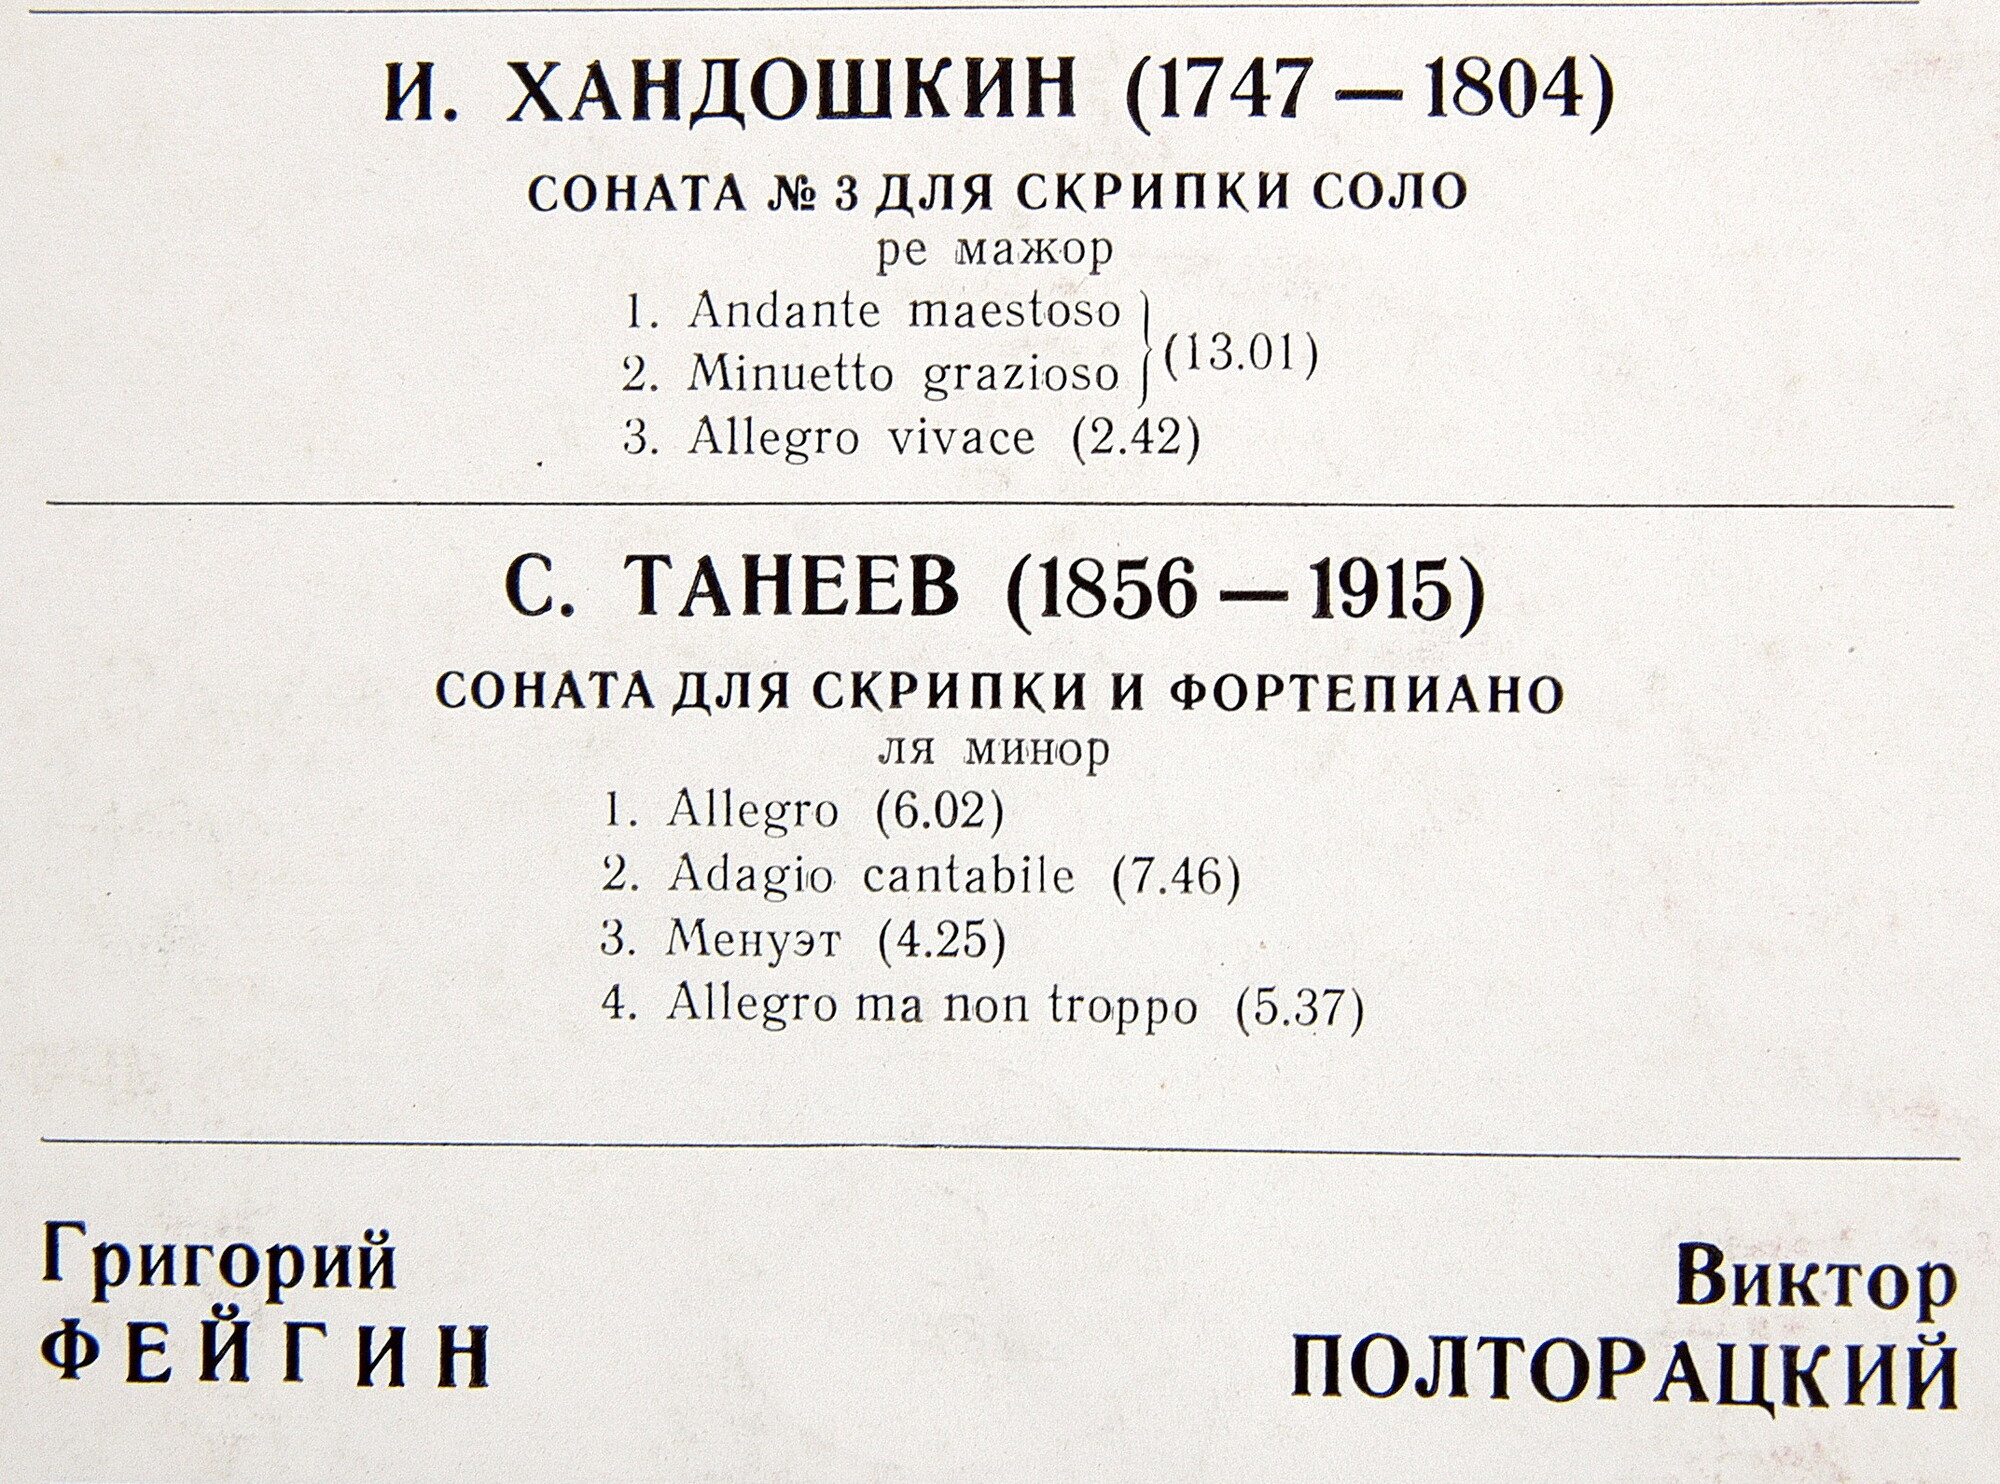 И. ХАНДОШКИН (1747 — 1804)
СОНАТА № 3 ДЛЯ СКРИПКИ СОЛО
ре мажор
1. Andante maestoso
(13.01)
2. Minuetto grazioso
3. Allegro vivace (2.42)
С. ТАНЕЕВ (1856 — 1915)
СОНАТА ДЛЯ СКРИПКИ И ФОРТЕПИАНО
ля минор
1. Allegro (6.02)
2. Adagio cantabile (7.46)
3. Менуэт (4.25)
4. Allegro ma non troppo (5.37)
Григорий
ФЕЙГИН
Виктор
ПОЛТОРАЦКИЙ